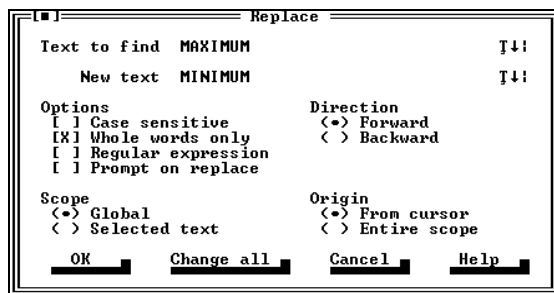 [■] Replace
Text to find MAXIMUM ↓
New text MINIMUM ↓
Options Direction
[ ] Case sensitive (•) Forward
[X] Whole words only ( ) Backward
[ ] Regular expression
[ ] Prompt on replace
Scope Origin
(•) Global (•) From cursor
( ) Selected text ( ) Entire scope
OK Change all Cancel Help